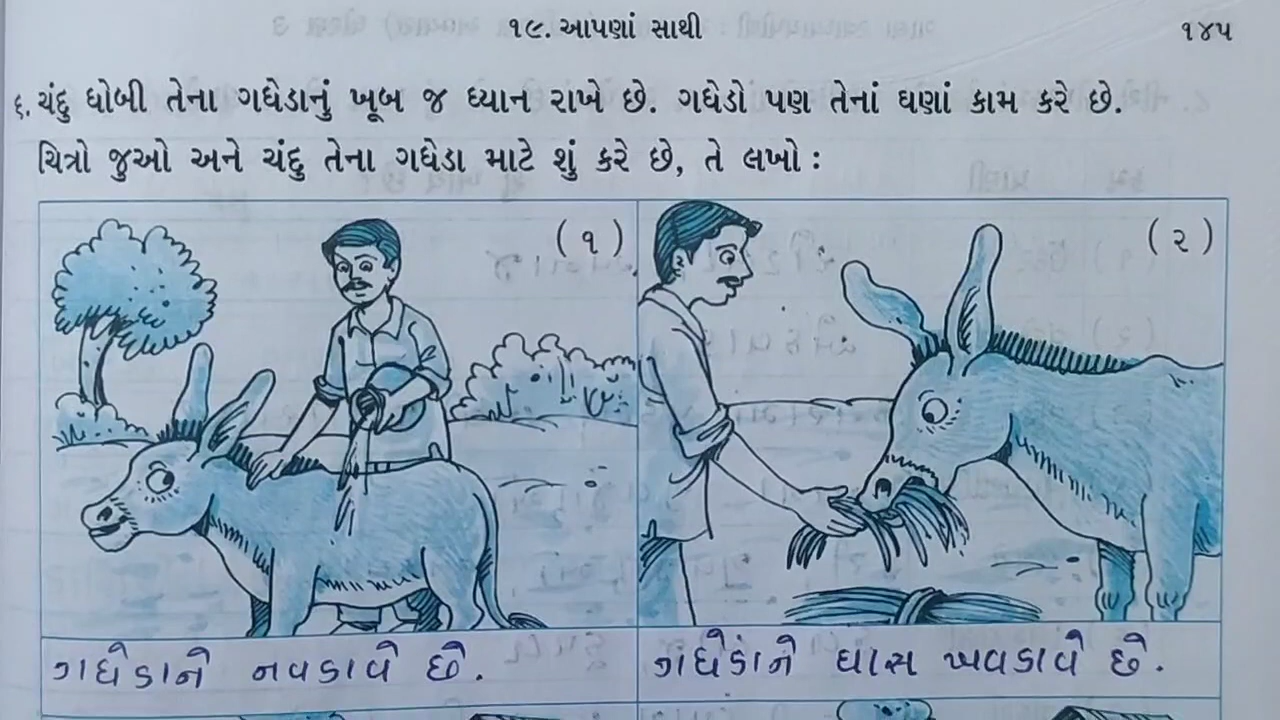 ૧૯. આપણાં સાથી
૧૪૫
૬. ચંદુ ધોબી તેના ગધેડાનું ખૂબ જ ધ્યાન રાખે છે. ગધેડો પણ તેનાં ઘણાં કામ કરે છે.
ચિત્રો જુઓ અને ચંદુ તેના ગધેડા માટે શું કરે છે, તે લખો :
(૧)
(૨)
ગધેડાને નવડાવે છે.
ગધેડાંને ઘાસ ખવડાવે છે.